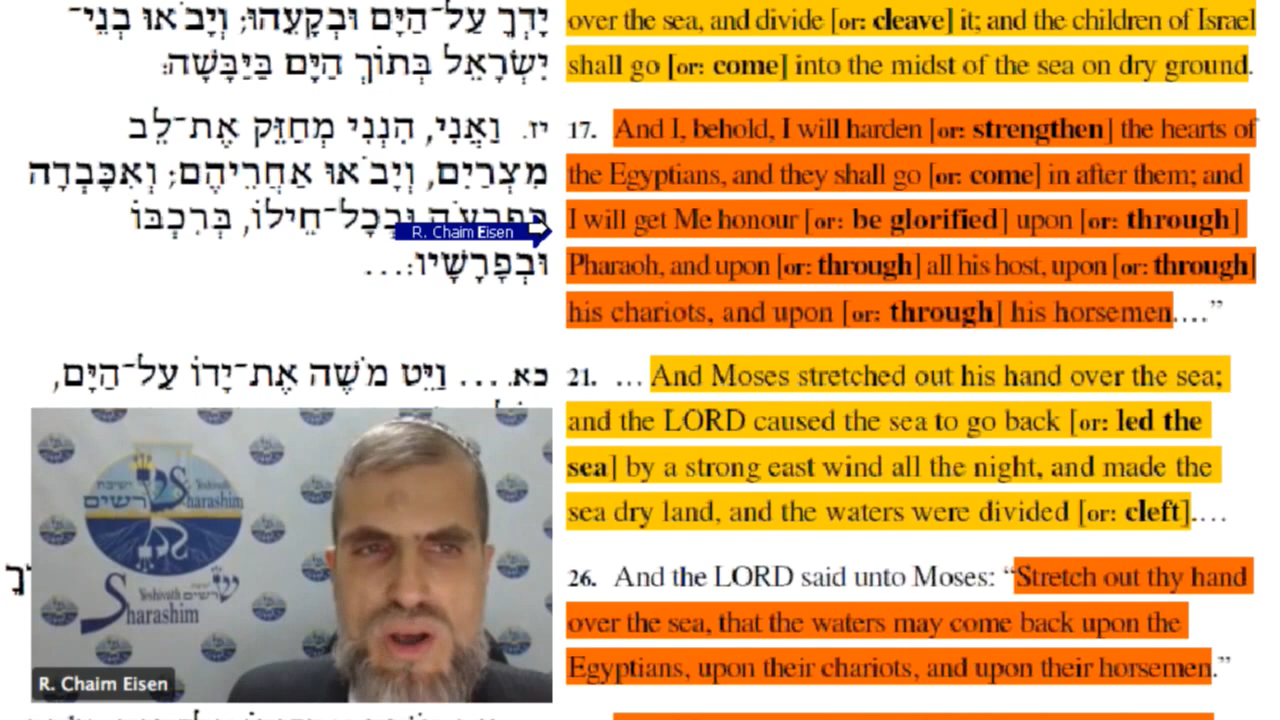 יָדְךָ עַל־הַיָּם וּבְקָעֵהוּ; וְיָבֹאוּ בְנֵי־
יִשְׂרָאֵל בְּתוֹךְ הַיָּם בַּיַּבָּשָׁה:
over the sea, and divide [or: cleave] it; and the children of Israel
shall go [or: come] into the midst of the sea on dry ground.
יז. וַאֲנִי, הִנְנִי מְחַזֵּק אֶת־לֵב
מִצְרַיִם, וְיָבֹאוּ אַחֲרֵיהֶם; וְאִכָּבְדָה
בְּפַרְעֹה וּבְכָל־חֵילוֹ, בְּרִכְבּוֹ
וּבְפָרָשָׁיו:...
R. Chaim Eisen
17. And I, behold, I will harden [or: strengthen] the hearts of
the Egyptians, and they shall go [or: come] in after them; and
I will get Me honour [or: be glorified] upon [or: through]
Pharaoh, and upon [or: through] all his host, upon [or: through]
his chariots, and upon [or: through] his horsemen....”
כא.... וַיֵּט מֹשֶׁה אֶת־יָדוֹ עַל־הַיָּם,
21. ... And Moses stretched out his hand over the sea;
and the LORD caused the sea to go back [or: led the
sea] by a strong east wind all the night, and made the
sea dry land, and the waters were divided [or: cleft]....
26. And the LORD said unto Moses: “Stretch out thy hand
over the sea, that the waters may come back upon the
Egyptians, upon their chariots, and upon their horsemen.”
ישיבת
שרשים
Yeshivath
Sharashim
Yeshivath שרשים ישיבת
Sharashim
R. Chaim Eisen